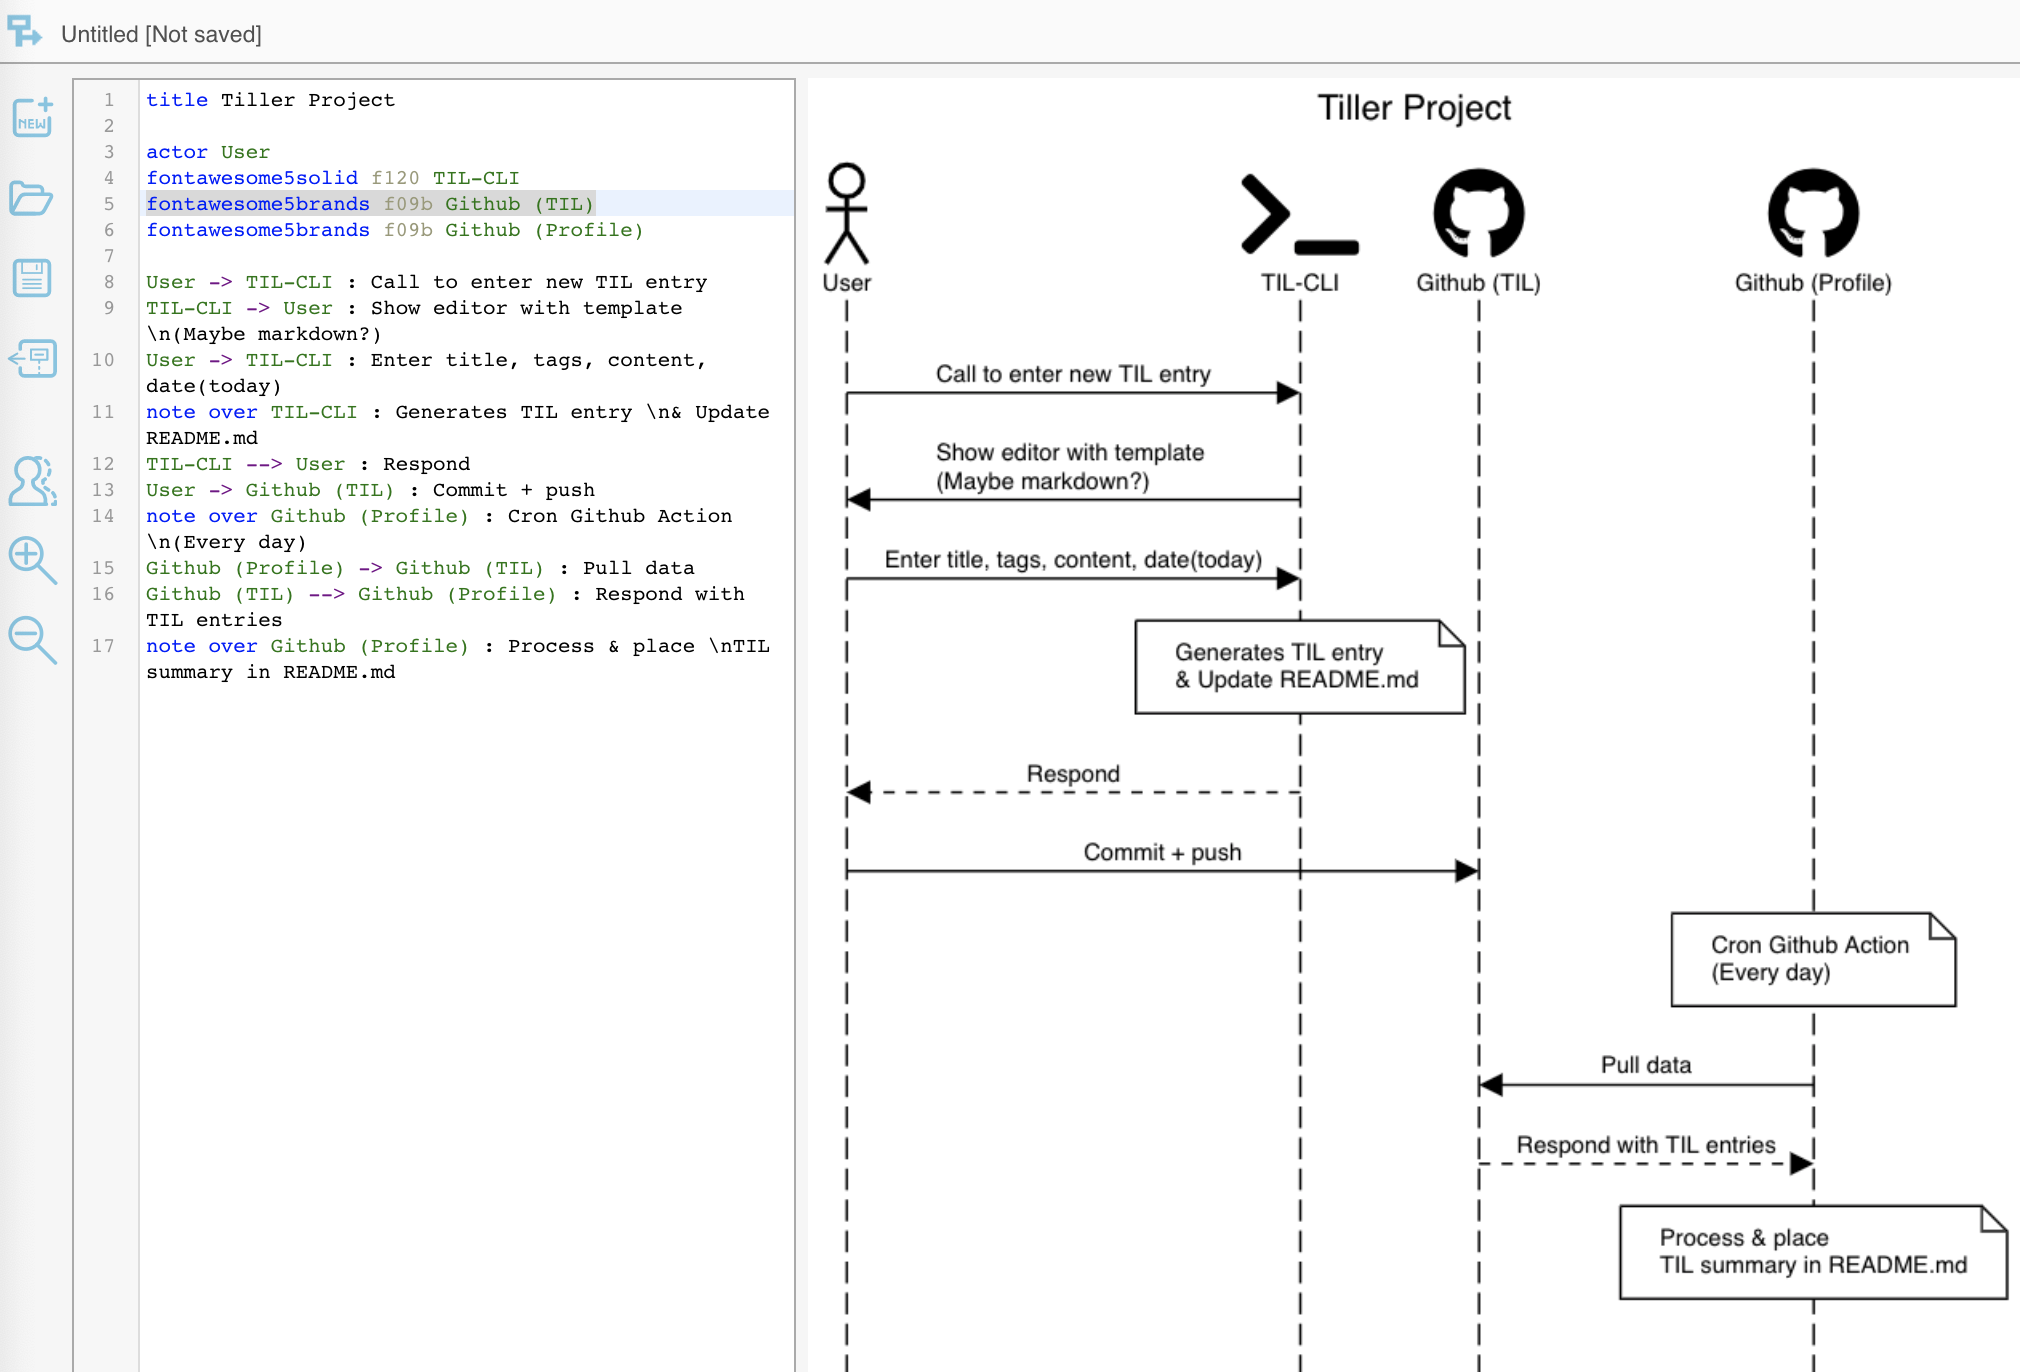 Untitled [Not saved]
NEW
1 title Tiller Project
2
3 actor User
4 fontawesome5solid f120 TIL-CLI
5 fontawesome5brands f09b Github (TIL)
6 fontawesome5brands f09b Github (Profile)
7
8 User -> TIL-CLI : Call to enter new TIL entry
9 TIL-CLI -> User : Show editor with template
\n(Maybe markdown?)
10 User -> TIL-CLI : Enter title, tags, content,
date(today)
11 note over TIL-CLI : Generates TIL entry \n& Update
README.md
12 TIL-CLI --> User : Respond
13 User -> Github (TIL) : Commit + push
14 note over Github (Profile) : Cron Github Action
\n(Every day)
15 Github (Profile) -> Github (TIL) : Pull data
16 Github (TIL) --> Github (Profile) : Respond with
TIL entries
17 note over Github (Profile) : Process & place \nTIL
summary in README.md
Tiller Project
User
TIL-CLI
Github (TIL)
Github (Profile)
Call to enter new TIL entry
Show editor with template
(Maybe markdown?)
Enter title, tags, content, date(today)
Generates TIL entry
& Update README.md
Respond
Commit + push
Cron Github Action
(Every day)
Pull data
Respond with TIL entries
Process & place
TIL summary in README.md